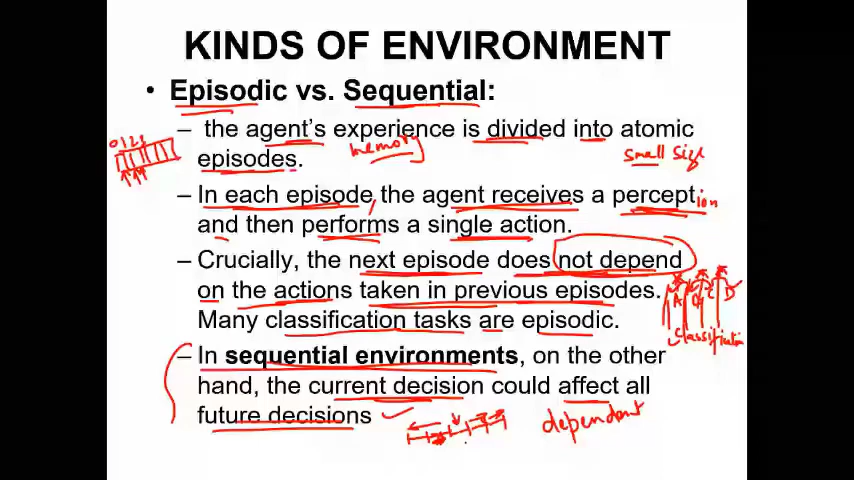 KINDS OF ENVIRONMENT
• Episodic vs. Sequential:
– the agent's experience is divided into atomic
memory
small size
episodes.
– In each episode, the agent receives a perception
and then performs a single action.
– Crucially, the next episode does not depend
on the actions taken in previous episodes.
Many classification tasks are episodic.
classification
– In sequential environments, on the other
hand, the current decision could affect all
future decisions
dependent